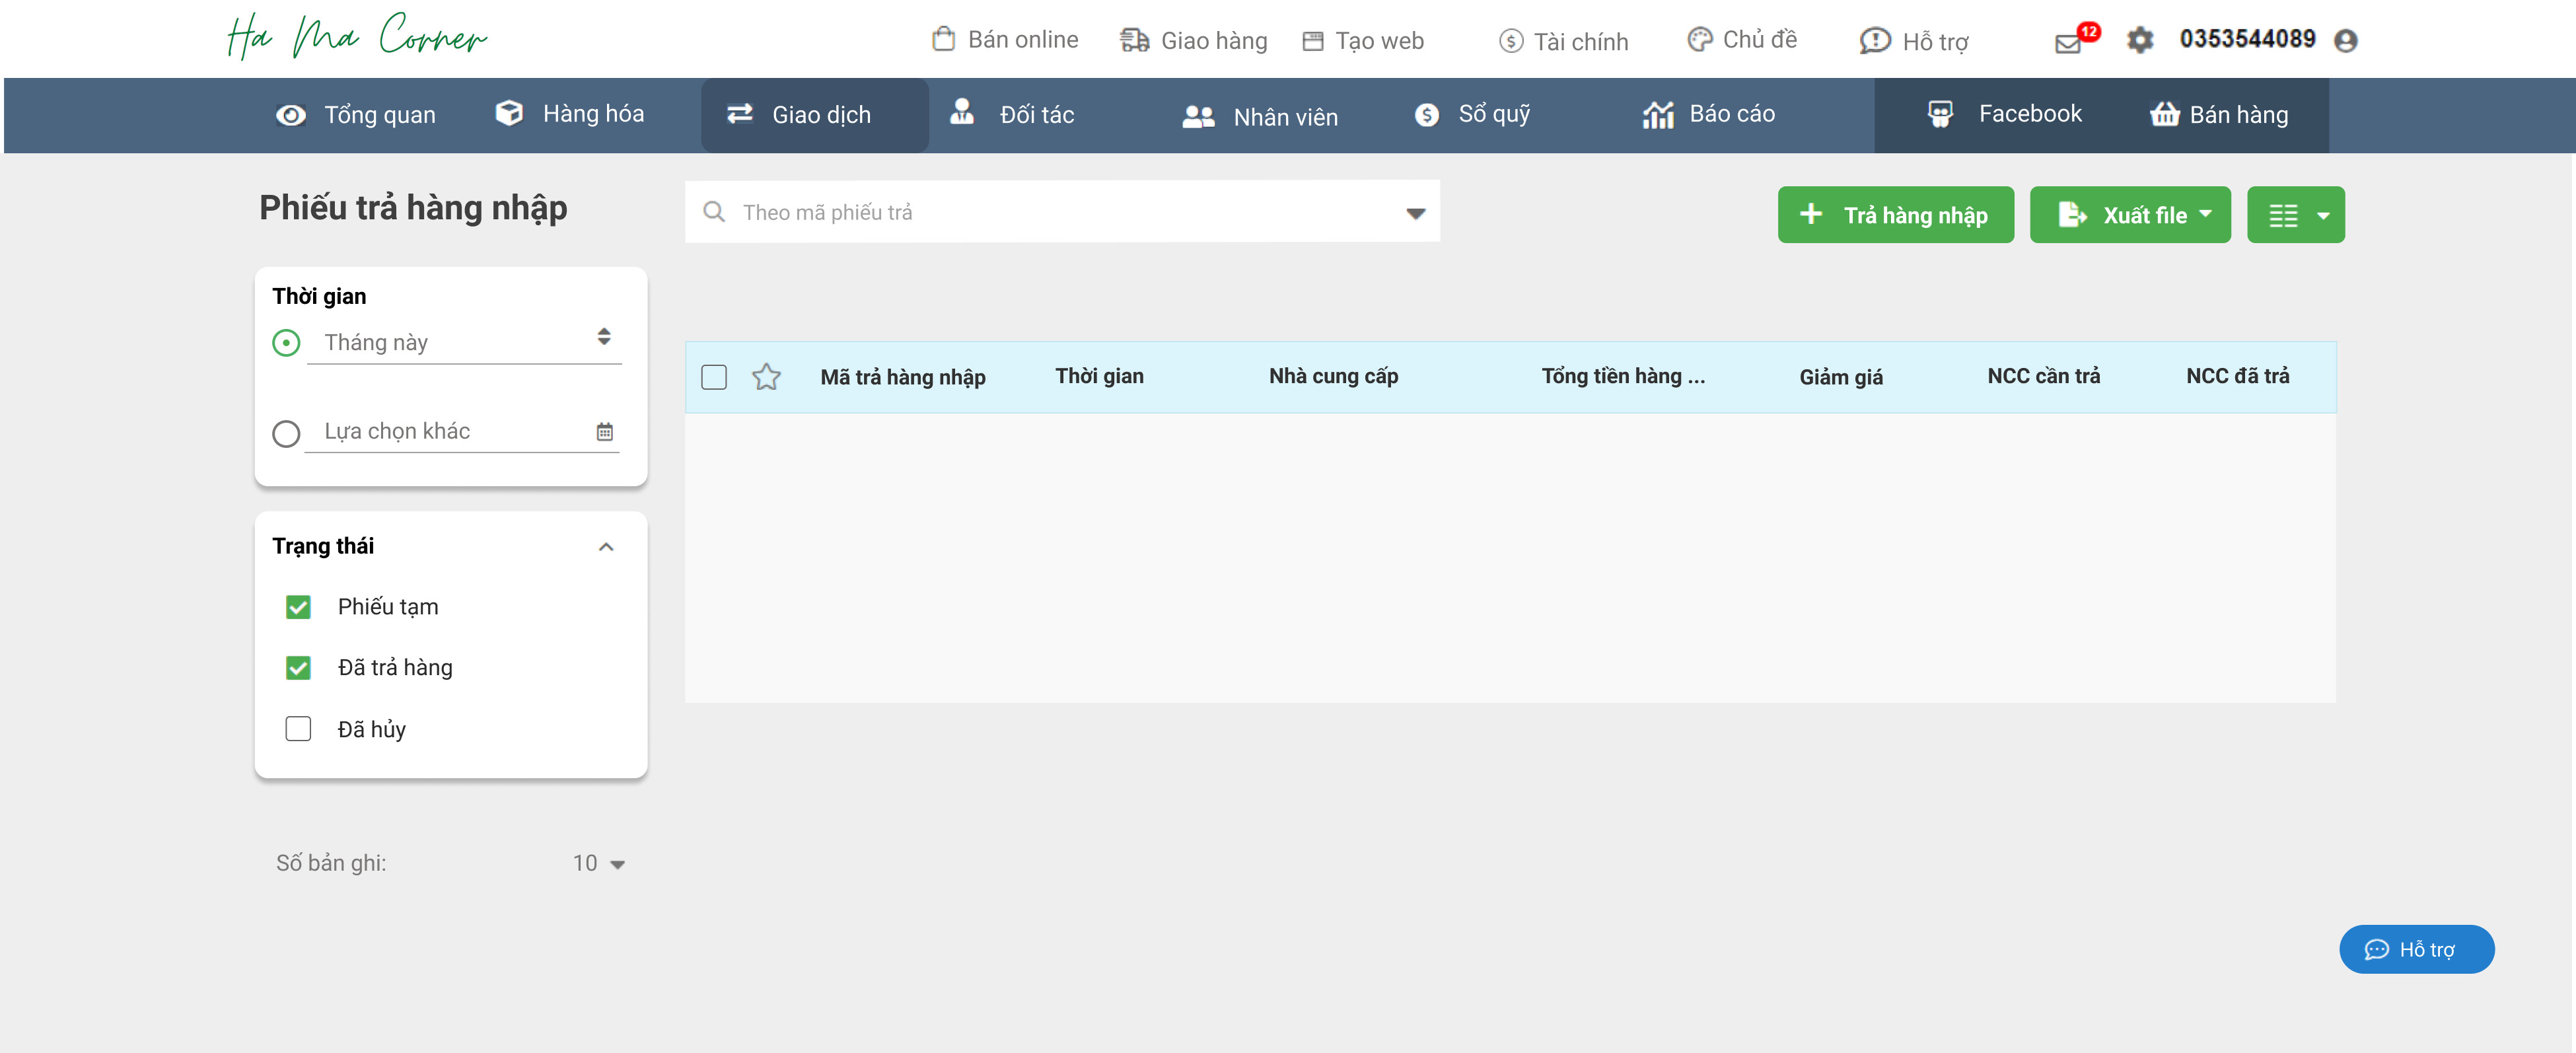 Ha Ma Corner
Bán online Giao hàng Tạo web Tài chính Chủ đề Hỗ trợ 12 0353544089
Tổng quan Hàng hóa Giao dịch Đối tác Nhân viên Sổ quỹ Báo cáo Facebook Bán hàng
Phiếu trả hàng nhập Theo mã phiếu trả Trả hàng nhập Xuất file
Thời gian
Tháng này
Lựa chọn khác
Mã trả hàng nhập Thời gian Nhà cung cấp Tổng tiền hàng ... Giảm giá NCC cần trả NCC đã trả
Trạng thái
Phiếu tạm
Đã trả hàng
Đã hủy
Số bản ghi: 10
Hỗ trợ